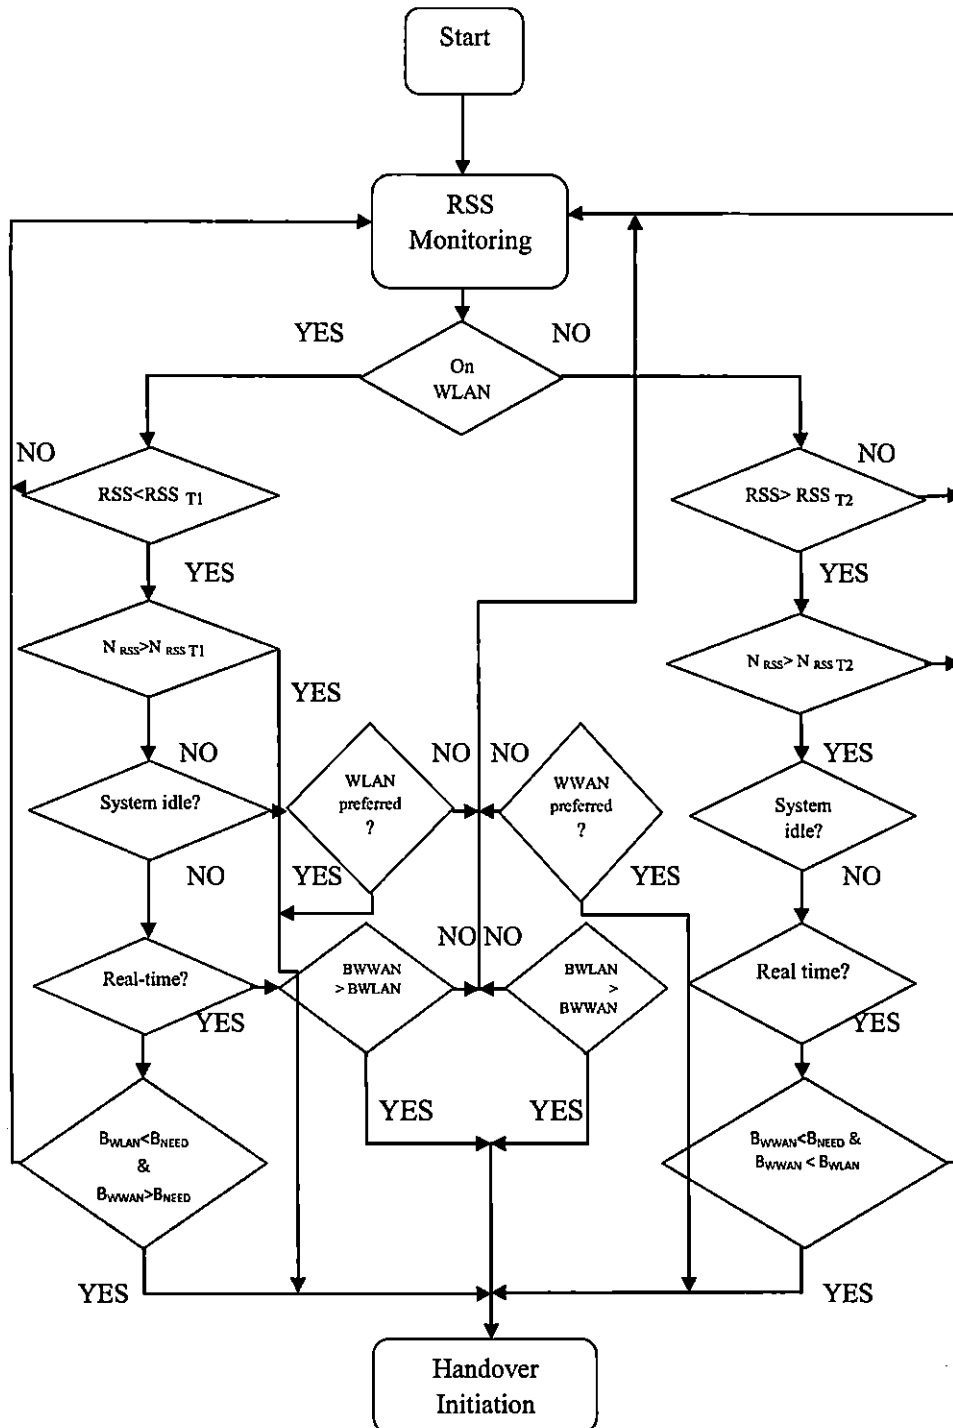 Start
RSS
Monitoring
YES
NO
On
WLAN
NO
RSS<RSS T1
NO
RSS> RSS T2
YES
YES
N RSS>N RSS T1
N RSS> N RSS T2
YES
NO
NO
NO
YES
WLAN
preferred
?
WWAN
preferred
?
System idle?
System
idle?
NO
YES
YES
NO
NO
NO
Real-time?
BWWAN
> BWLAN
BWLAN
>
BWWAN
Real time?
YES
YES
YES
YES
BWLAN<BNEED
&
BWWAN>BNEED
BWWAN<BNEED &
BWWAN < BWLAN
YES
YES
Handover
Initiation